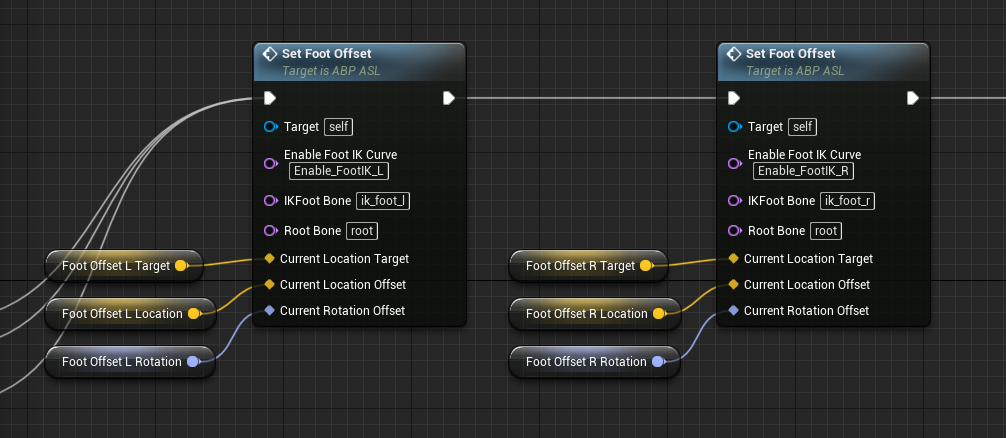 Set Foot Offset
Target is ABP ASL
Target self
Enable Foot IK Curve
Enable_FootIK_L
IKFoot Bone ik_foot_l
Root Bone root
Foot Offset L Target
Current Location Target
Current Location Offset
Foot Offset L Location
Current Rotation Offset
Foot Offset L Rotation
Set Foot Offset
Target is ABP ASL
Target self
Enable Foot IK Curve
Enable_FootIK_R
IKFoot Bone ik_foot_r
Root Bone root
Foot Offset R Target
Current Location Target
Current Location Offset
Foot Offset R Location
Current Rotation Offset
Foot Offset R Rotation